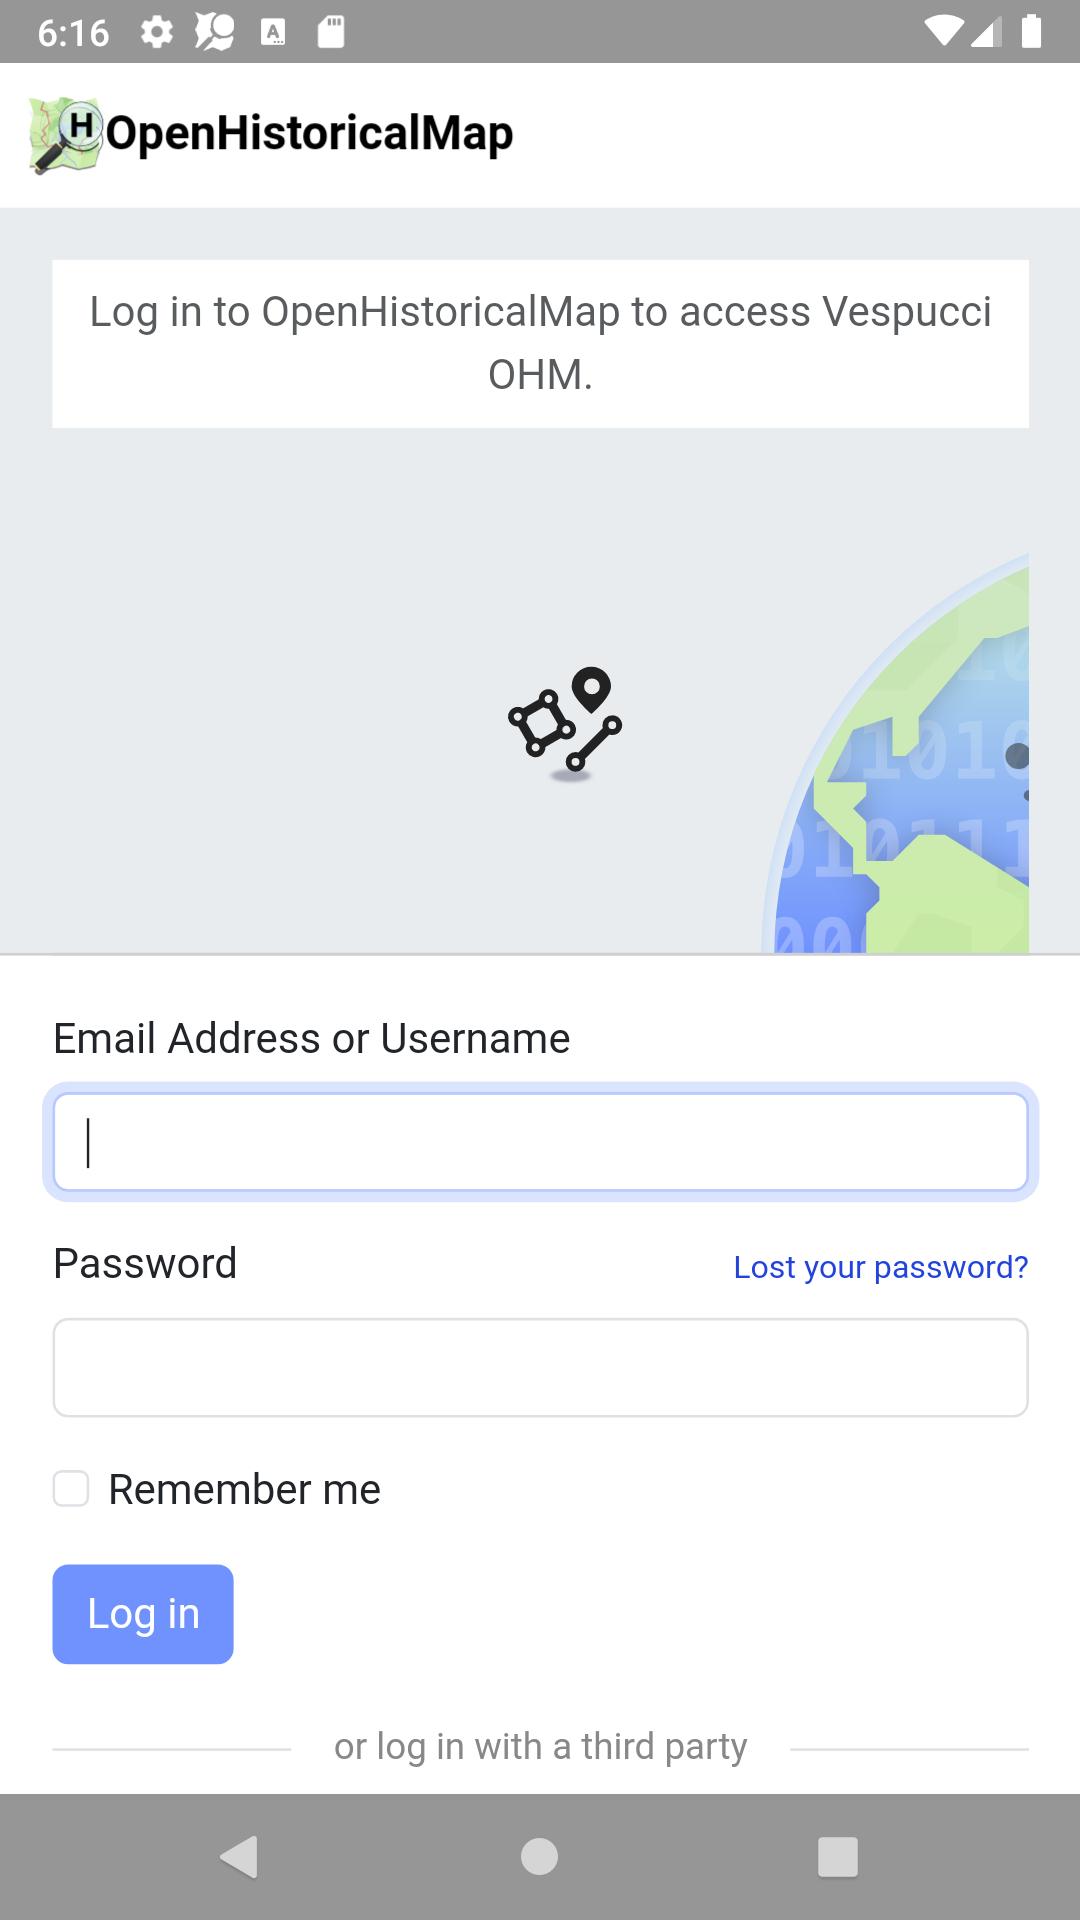 6:16
OpenHistoricalMap
Log in to OpenHistoricalMap to access Vespucci
OHM.
Email Address or Username
Password
Lost your password?
Remember me
Log in
or log in with a third party